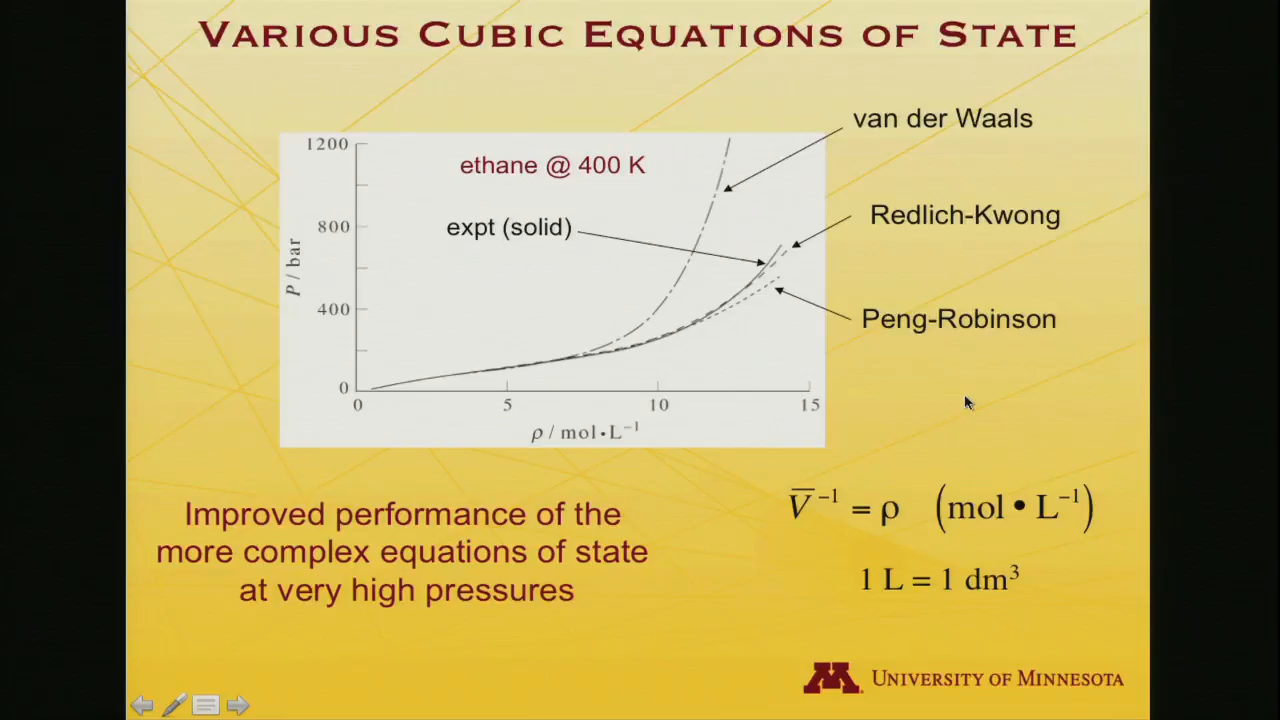 VARIOUS CUBIC EQUATIONS OF STATE
van der Waals
1200
ethane @ 400 K
Redlich-Kwong
800
expt (solid)
P / bar
400
Peng-Robinson
0
0 5 10 15
ρ / mol•L⁻¹
Improved performance of the
more complex equations of state
at very high pressures
V̅⁻¹ = ρ (mol • L⁻¹)
1 L = 1 dm³
M UNIVERSITY OF MINNESOTA